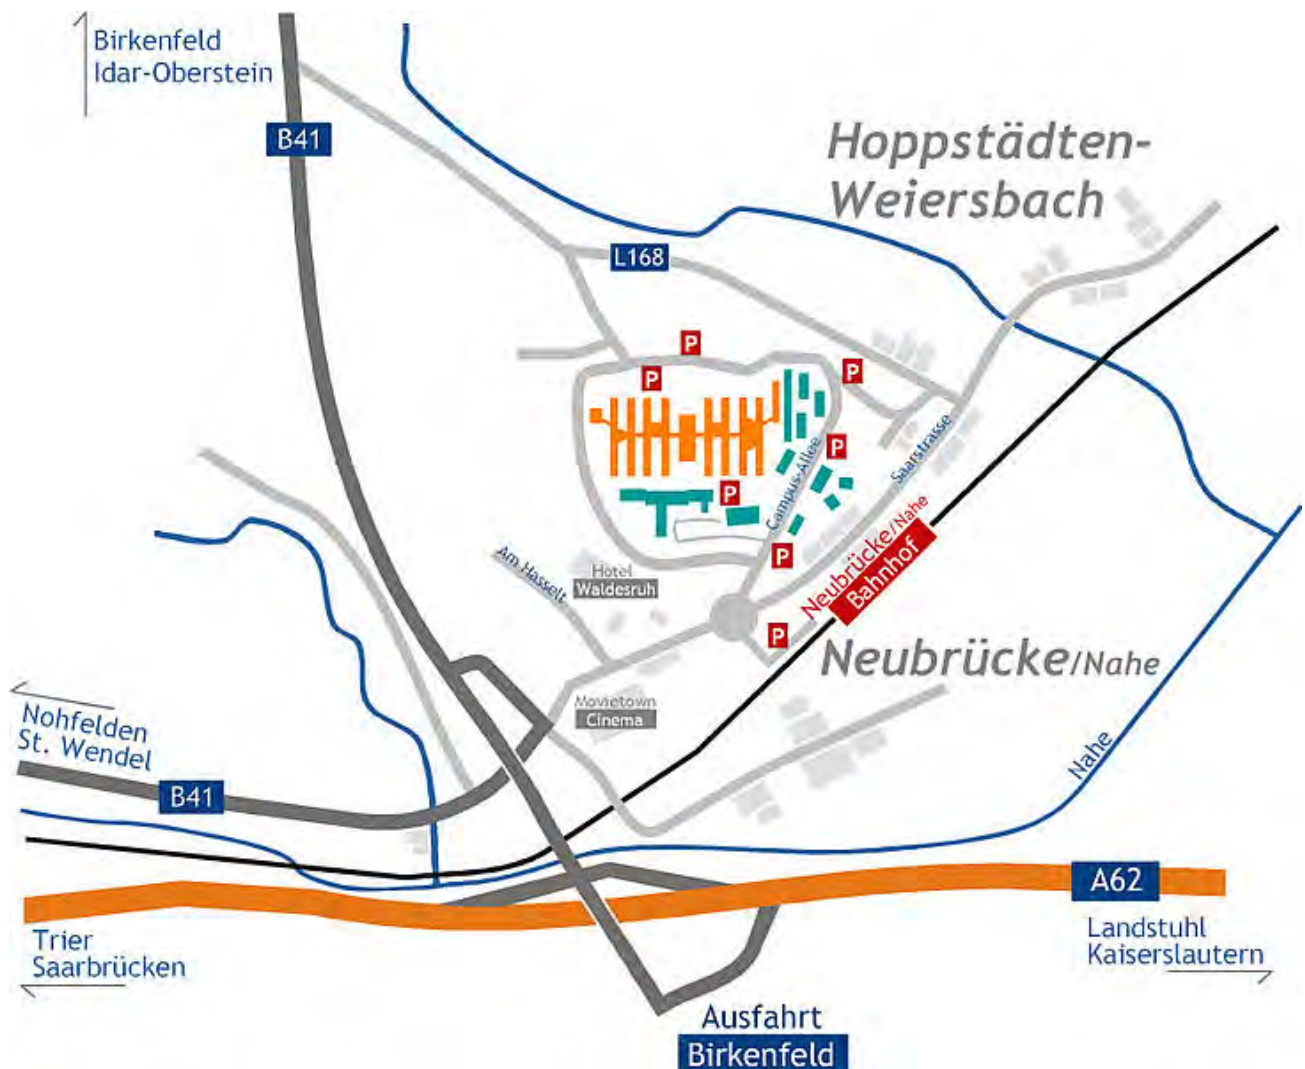 Birkenfeld
Idar-Oberstein
B41
Hoppstädten-
Weiersbach
L168
P
P
P
P
P
P
P
Campus-Allee
Saarstrasse
Neubrücke/Nahe
Bahnhof
Am Hasselt
Hotel
Waldesruh
Neubrücke/Nahe
Movietown
Cinema
Nohfelden
St. Wendel
B41
Nahe
A62
Trier
Saarbrücken
Landstuhl
Kaiserslautern
Ausfahrt
Birkenfeld